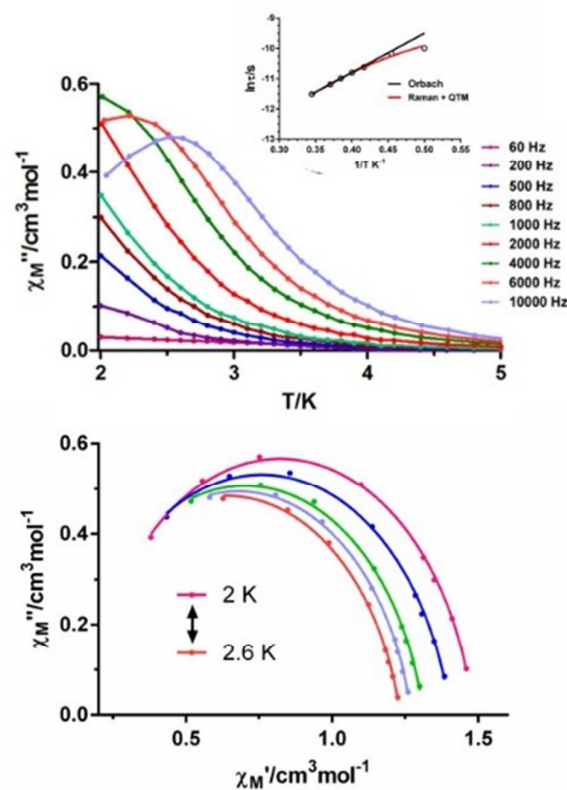 lnτ/s
-8
-9
-10
-11
-12
-13
0.30 0.35 0.40 0.45 0.50 0.55
1/T K⁻¹
Orbach
Raman + QTM
χM''/cm³mol⁻¹
0.6
0.4
0.2
0.0
2 3 4 5
T/K
60 Hz
200 Hz
500 Hz
800 Hz
1000 Hz
2000 Hz
4000 Hz
6000 Hz
10000 Hz
χM''/cm³mol⁻¹
0.6
0.4
0.2
0.0
2 K
2.6 K
0.5 1.0 1.5
χM'/cm³mol⁻¹